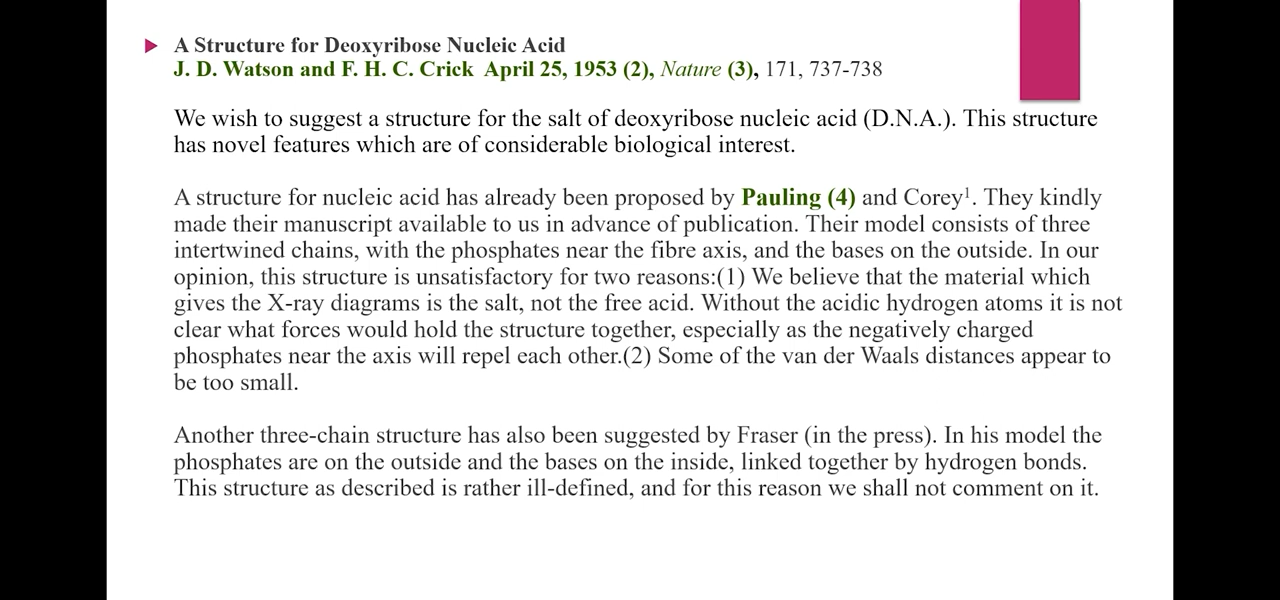 A Structure for Deoxyribose Nucleic Acid
J. D. Watson and F. H. C. Crick  April 25, 1953 (2), Nature (3), 171, 737-738
We wish to suggest a structure for the salt of deoxyribose nucleic acid (D.N.A.). This structure
has novel features which are of considerable biological interest.
A structure for nucleic acid has already been proposed by Pauling (4) and Corey¹. They kindly
made their manuscript available to us in advance of publication. Their model consists of three
intertwined chains, with the phosphates near the fibre axis, and the bases on the outside. In our
opinion, this structure is unsatisfactory for two reasons:(1) We believe that the material which
gives the X-ray diagrams is the salt, not the free acid. Without the acidic hydrogen atoms it is not
clear what forces would hold the structure together, especially as the negatively charged
phosphates near the axis will repel each other.(2) Some of the van der Waals distances appear to
be too small.
Another three-chain structure has also been suggested by Fraser (in the press). In his model the
phosphates are on the outside and the bases on the inside, linked together by hydrogen bonds.
This structure as described is rather ill-defined, and for this reason we shall not comment on it.